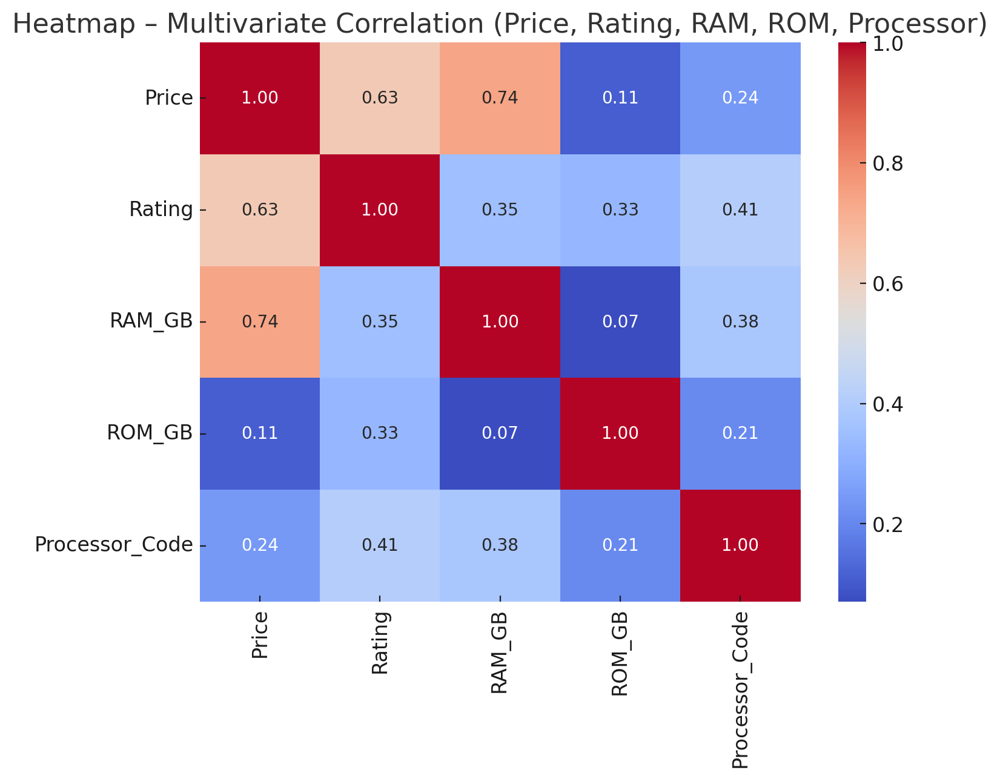 Heatmap – Multivariate Correlation (Price, Rating, RAM, ROM, Processor)
Price 1.00 0.63 0.74 0.11 0.24
Rating 0.63 1.00 0.35 0.33 0.41
RAM_GB 0.74 0.35 1.00 0.07 0.38
ROM_GB 0.11 0.33 0.07 1.00 0.21
Processor_Code 0.24 0.41 0.38 0.21 1.00
Price
Rating
RAM_GB
ROM_GB
Processor_Code
1.0
0.8
0.6
0.4
0.2